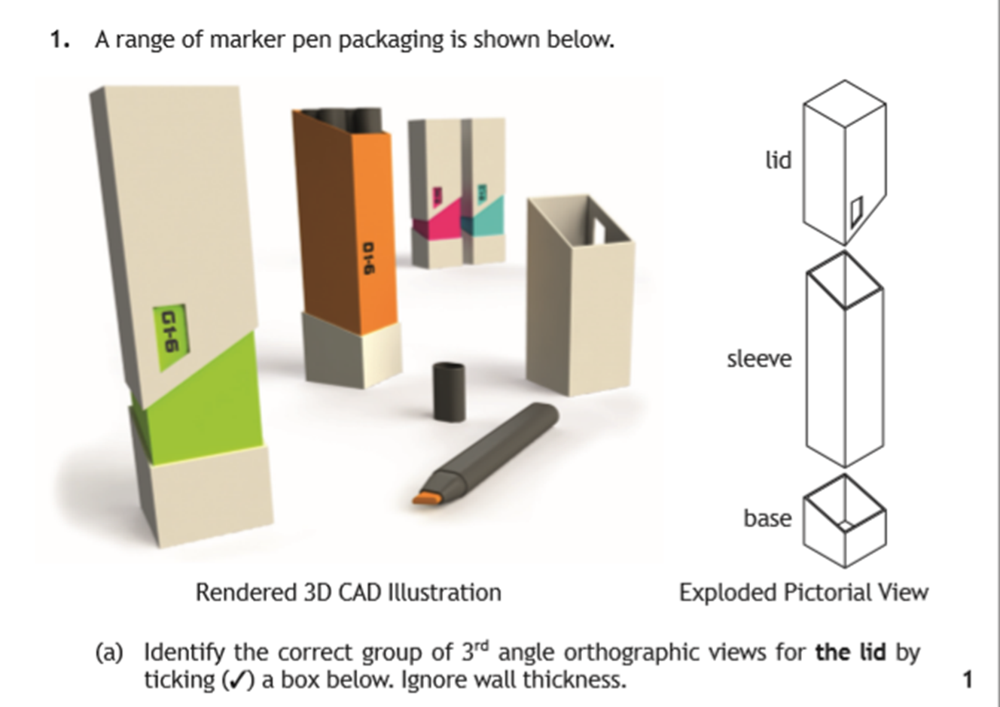 1. A range of marker pen packaging is shown below.
lid
G1-6
D1-6
sleeve
base
Rendered 3D CAD Illustration
Exploded Pictorial View
(a) Identify the correct group of 3rd angle orthographic views for the lid by
ticking (✓) a box below. Ignore wall thickness. 1